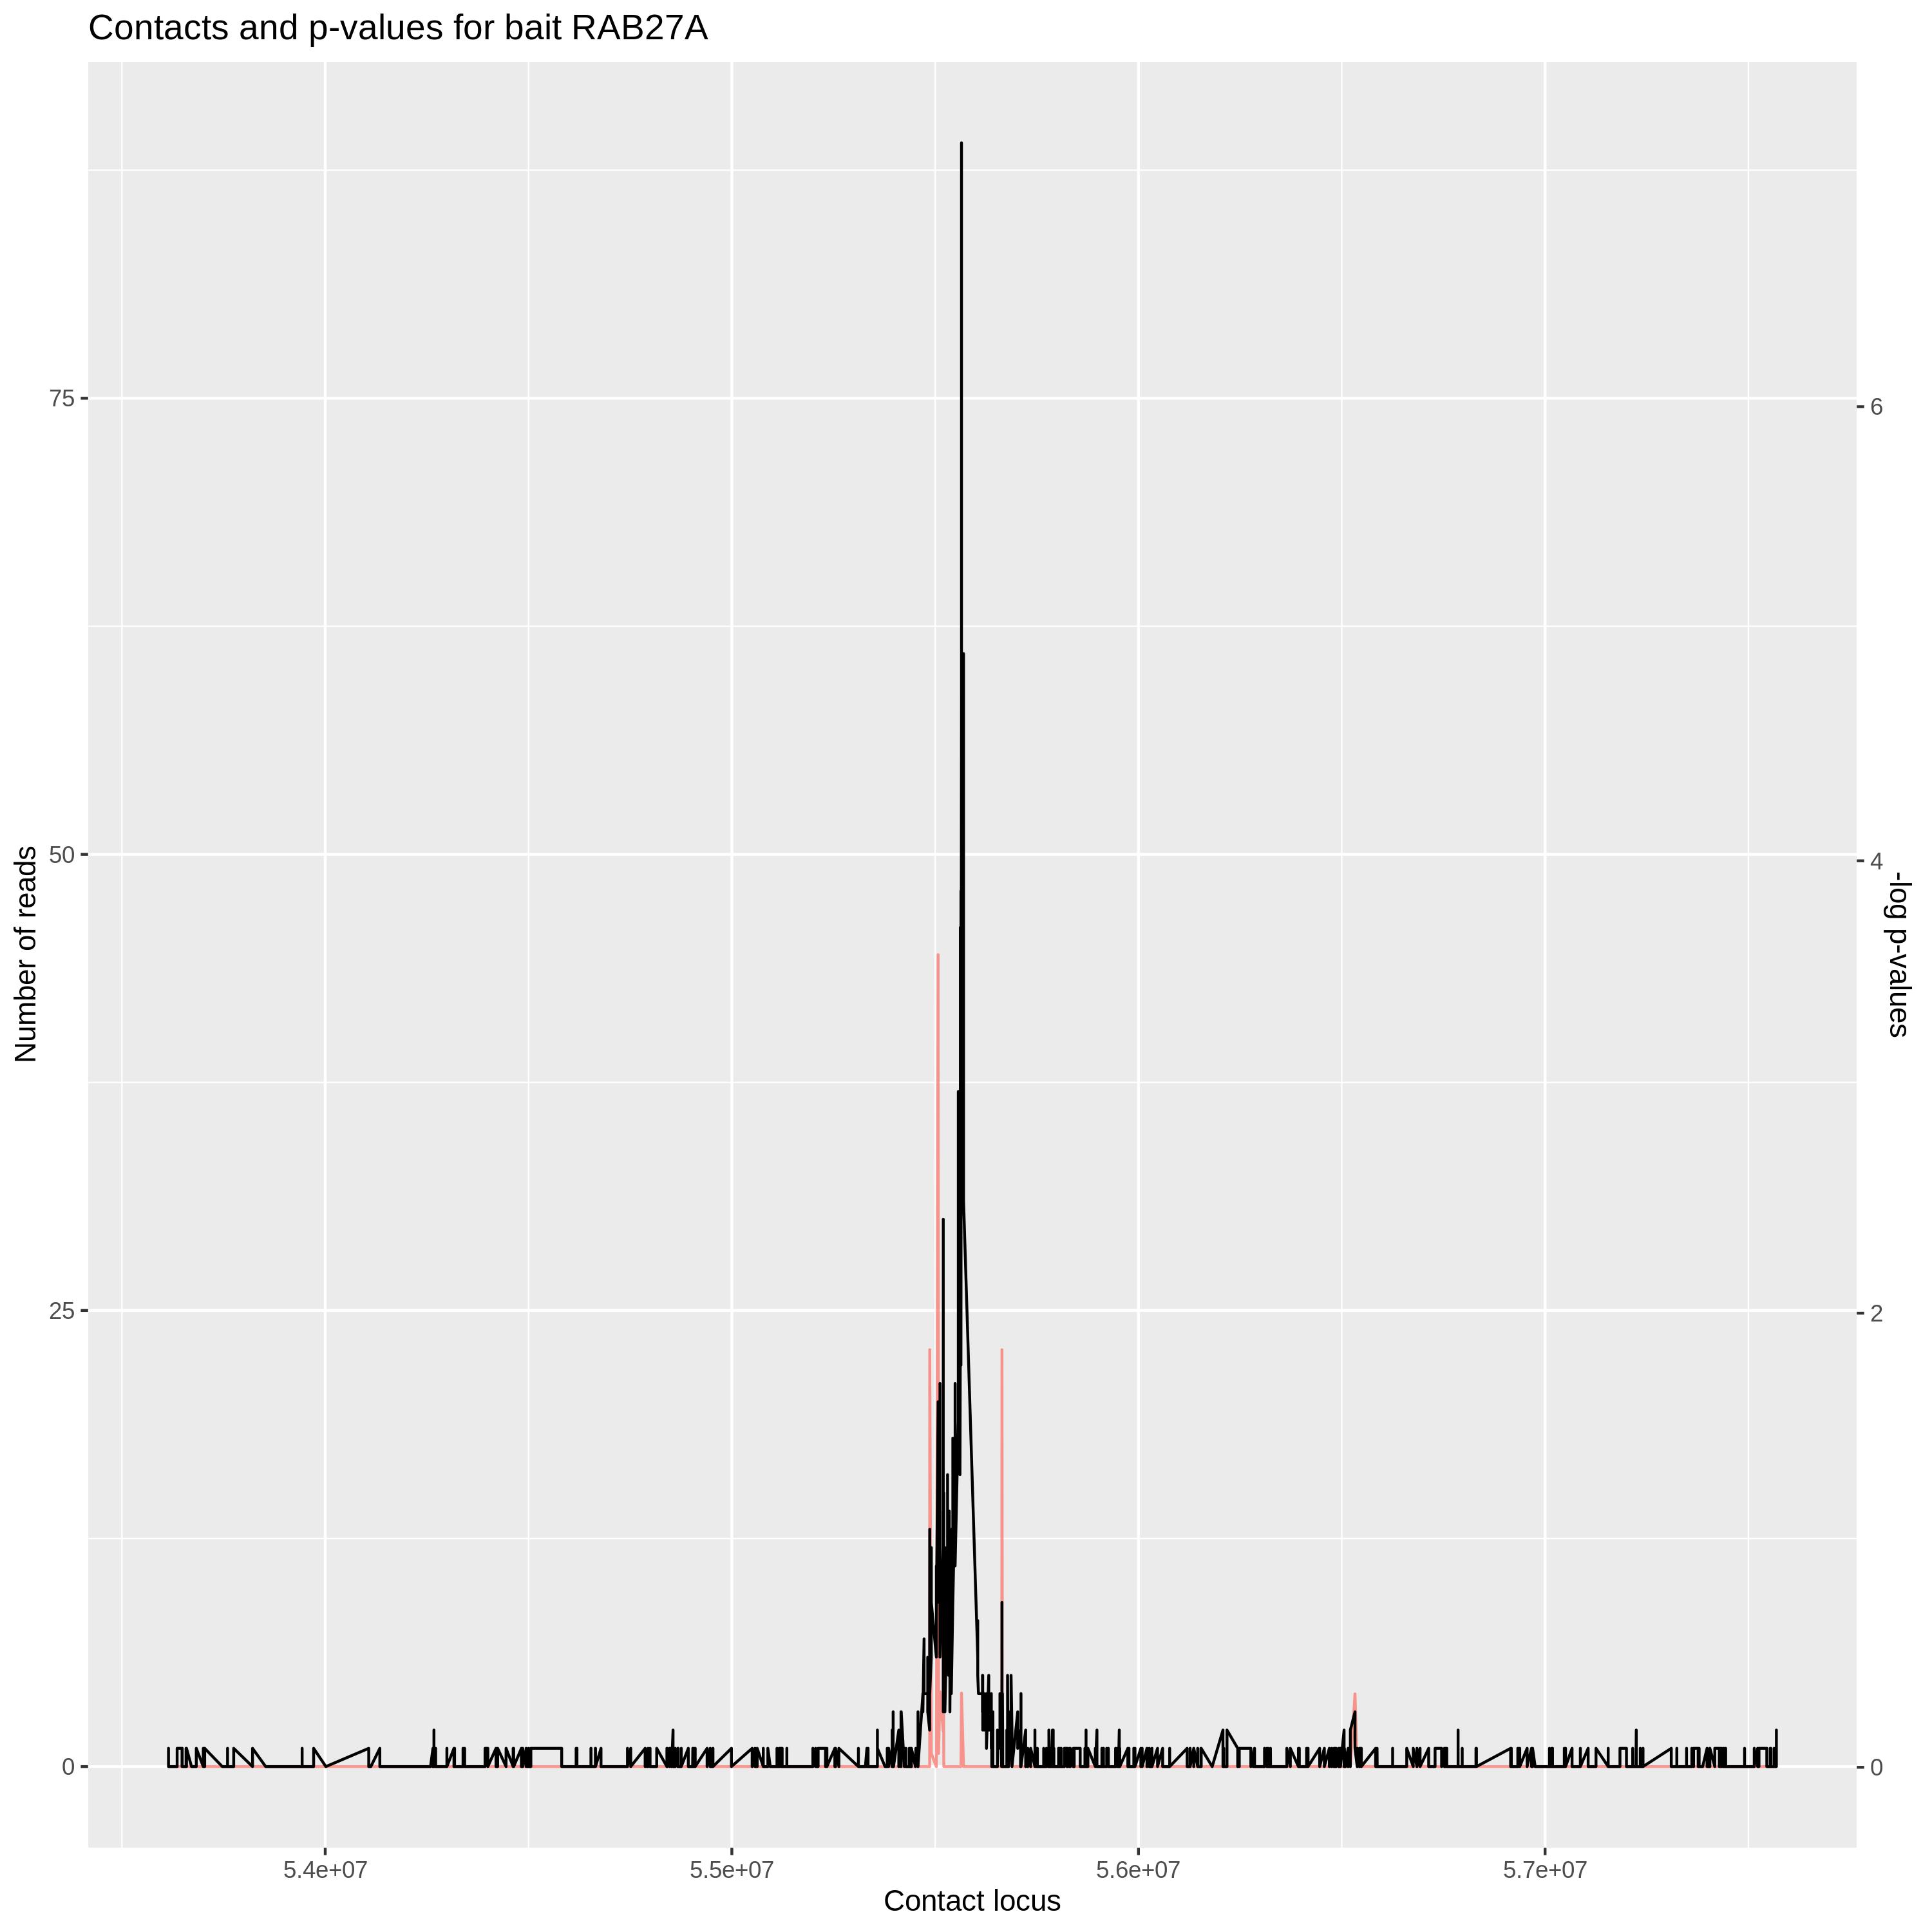 Contacts and p-values for bait RAB27A
75
50
25
0
Number of reads
6
4
2
0
-log p-values
5.4e+07 5.5e+07 5.6e+07 5.7e+07
Contact locus